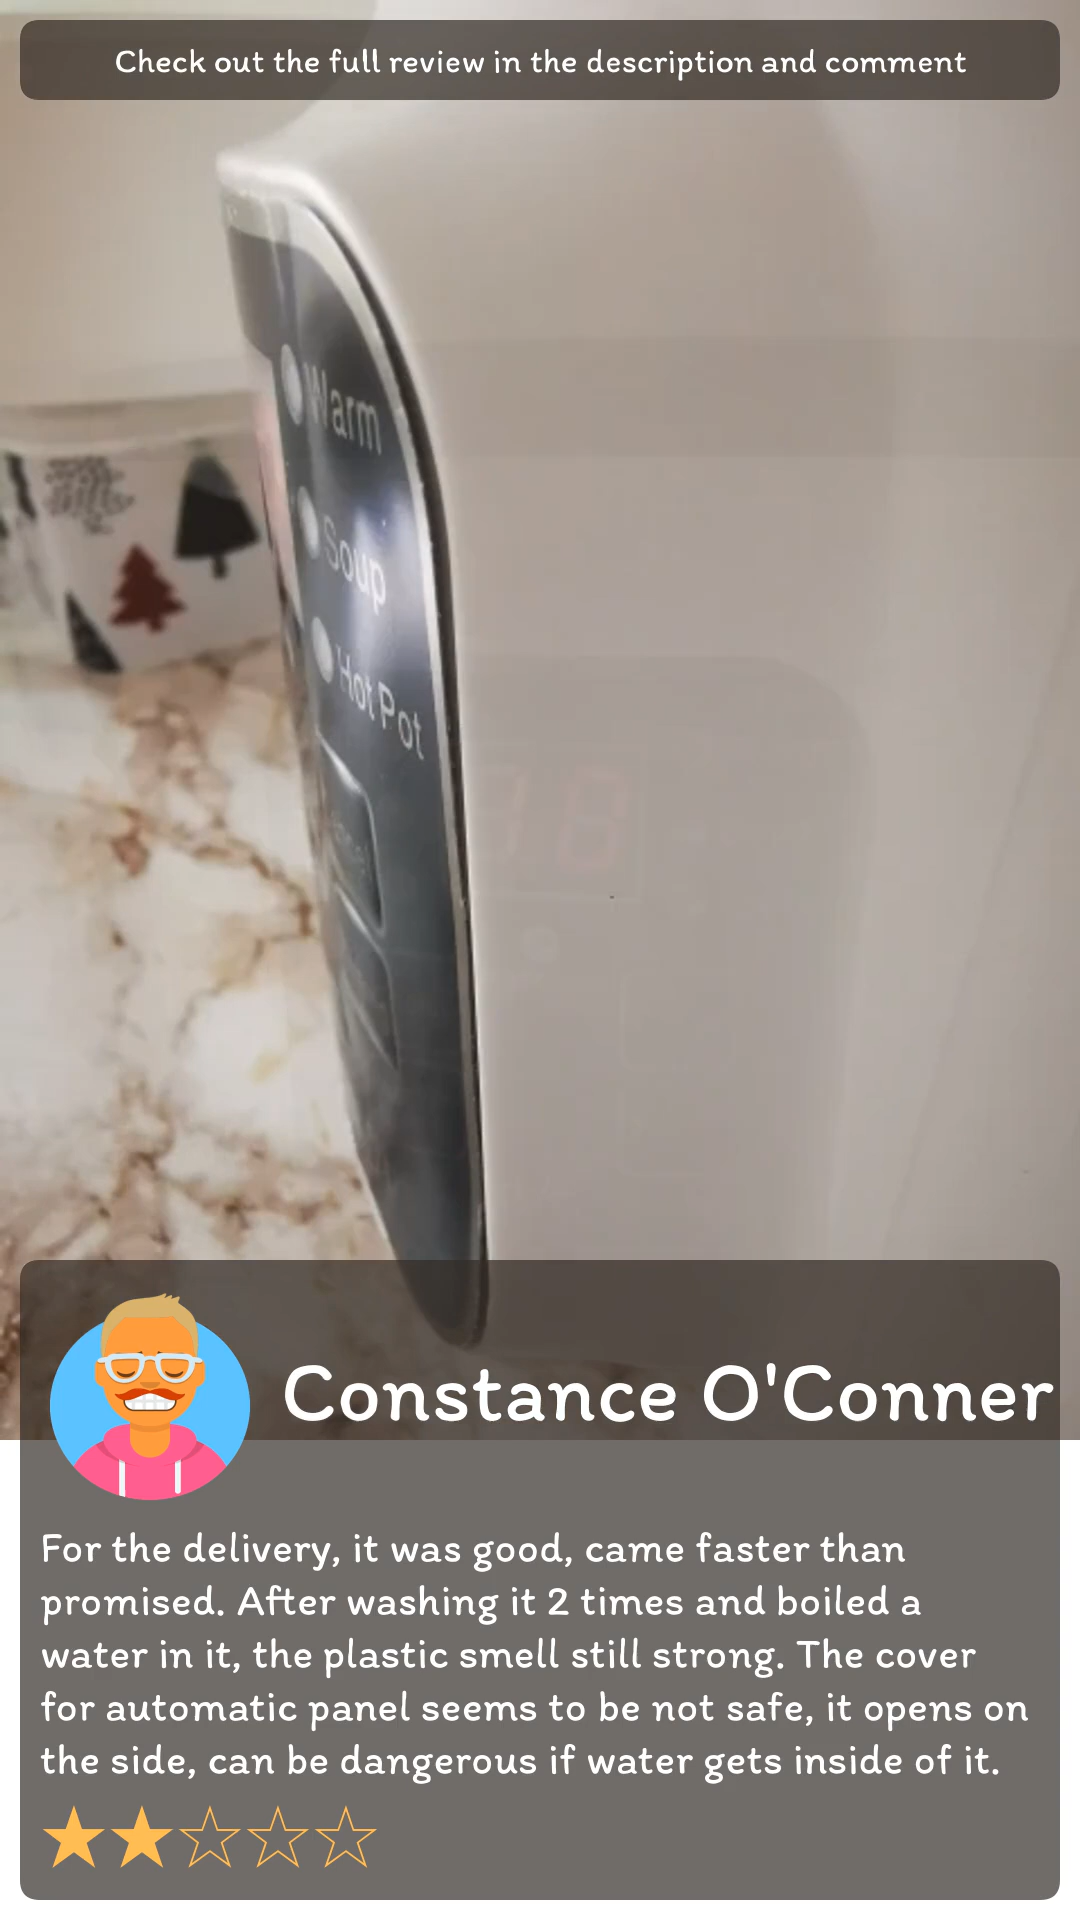 Check out the full review in the description and comment
Warm
Soup
Hot Pot
Constance O'Conner
For the delivery, it was good, came faster than
promised. After washing it 2 times and boiled a
water in it, the plastic smell still strong. The cover
for automatic panel seems to be not safe, it opens on
the side, can be dangerous if water gets inside of it.